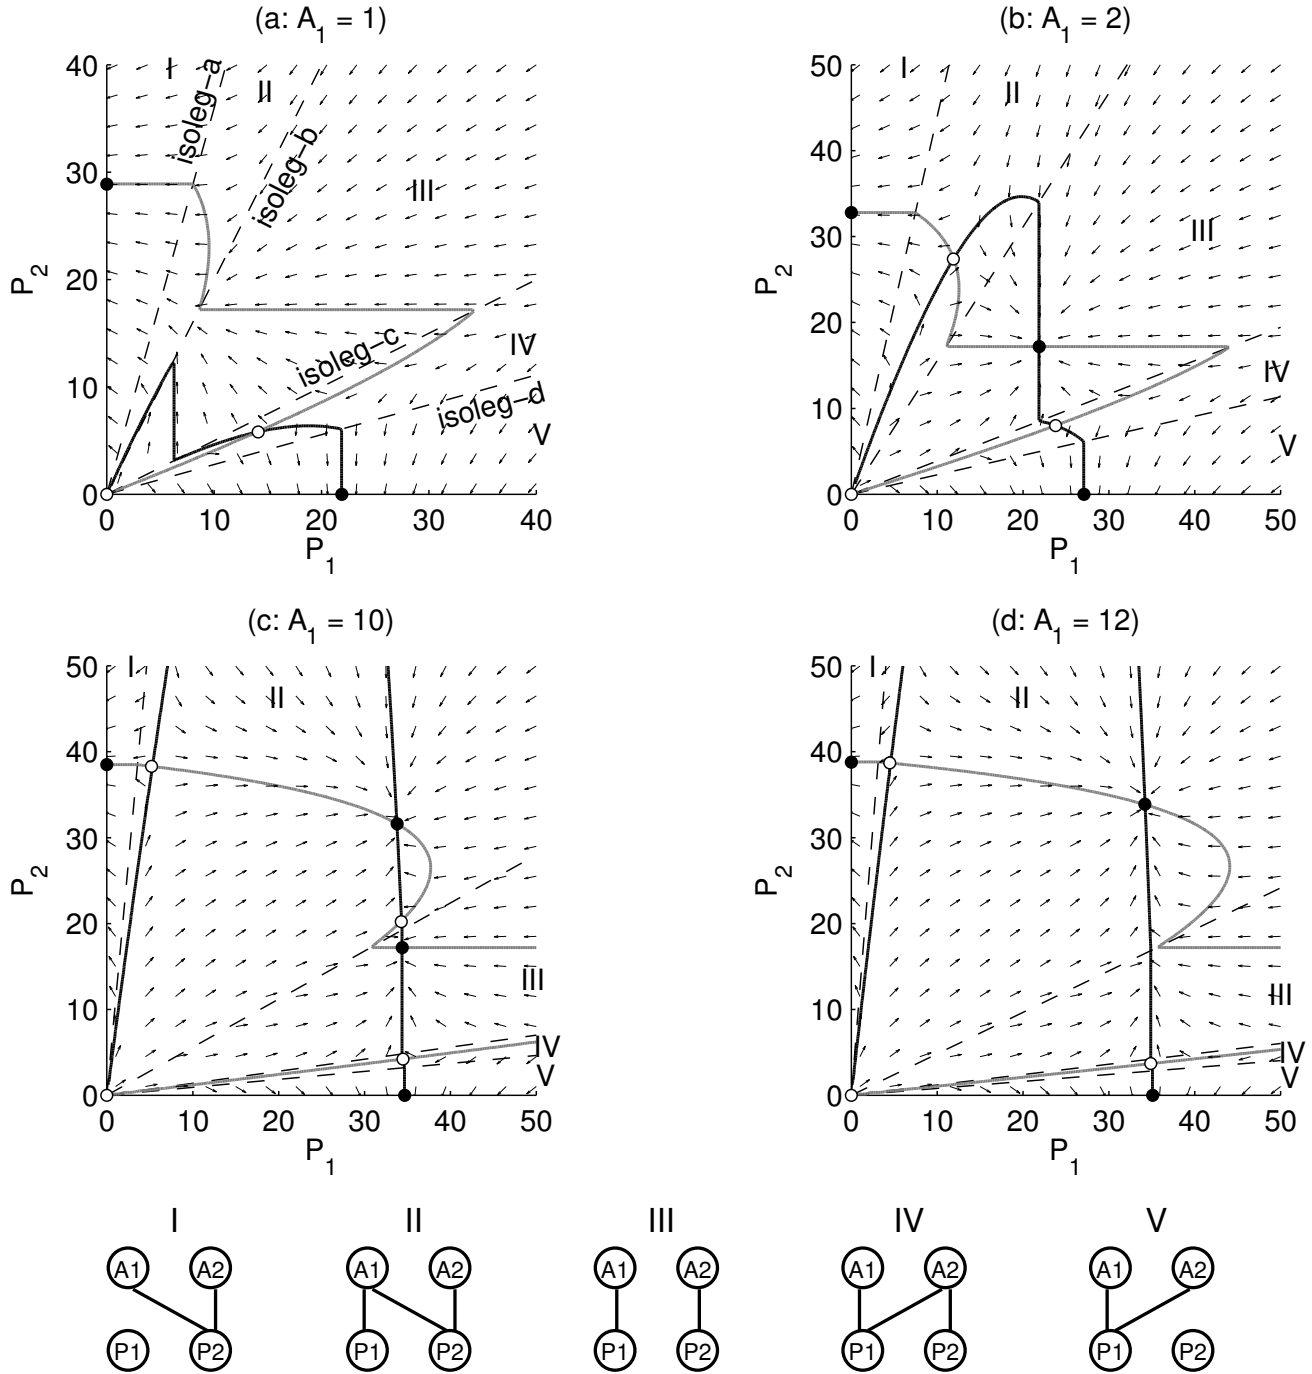 (a: A1 = 1)
40
30
20
10
0
0
10
20
30
40
P2
P1
I
isoleg-a
II
isoleg-b
III
isoleg-c
IV
isoleg-d
V
(b: A1 = 2)
50
40
30
20
10
0
0
10
20
30
40
50
P2
P1
I
II
III
IV
V
(c: A1 = 10)
50
40
30
20
10
0
0
10
20
30
40
50
P2
P1
I
II
III
IV
V
(d: A1 = 12)
50
40
30
20
10
0
0
10
20
30
40
50
P2
P1
I
II
III
IV
V
I II III IV V
A1 A2 A1 A2 A1 A2 A1 A2 A1 A2
P1 P2 P1 P2 P1 P2 P1 P2 P1 P2